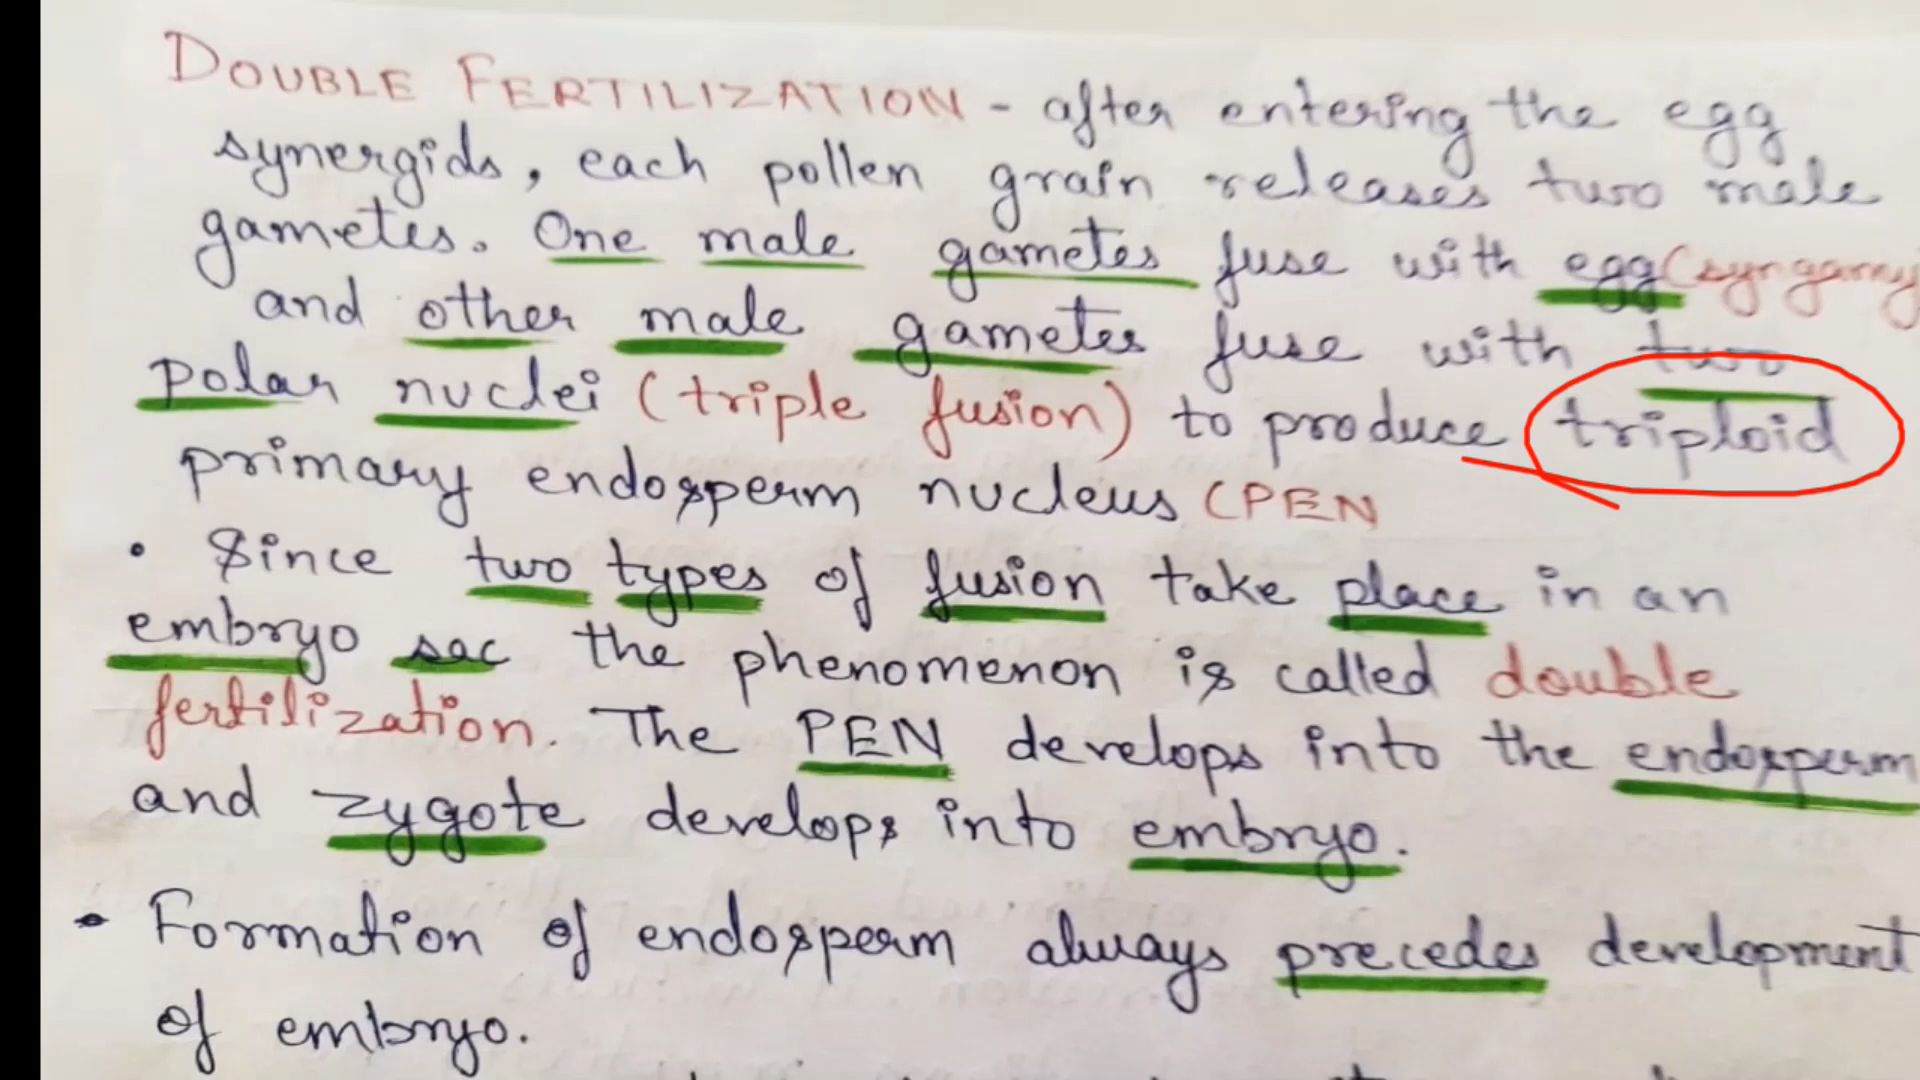 DOUBLE FERTILIZATION - after entering the egg
synergids, each pollen grain releases two male
gametes. One male gametes fuse with egg (syngamy
and other male gametes fuse with two
polar nuclei (triple fusion) to produce triploid
primary endosperm nucleus (PEN
• Since two types of fusion take place in an
embryo sac the phenomenon is called double
fertilization. The PEN develops into the endosperm
and zygote develops into embryo.
• Formation of endosperm always precedes development
of embryo.